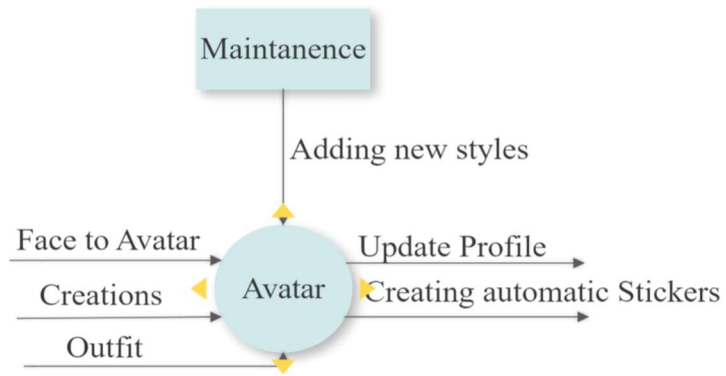 Maintanence
Adding new styles
Face to Avatar
Update Profile
Creations
Avatar
Creating automatic Stickers
Outfit